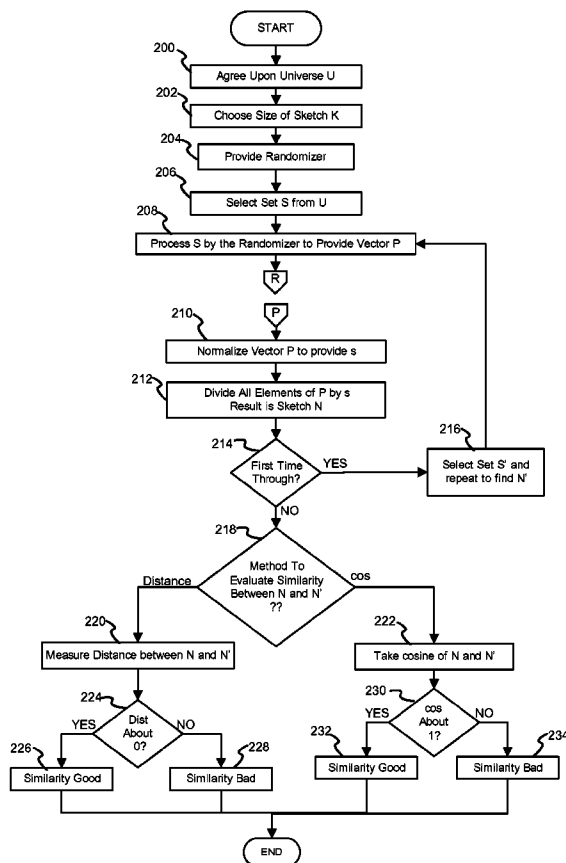 START
200
Agree Upon Universe U
202
Choose Size of Sketch K
204
Provide Randomizer
206
Select Set S from U
208
Process S by the Randomizer to Provide Vector P
R
P
210
Normalize Vector P to provide s
212
Divide All Elements of P by s
Result is Sketch N
214
First Time
Through?
YES
216
Select Set S' and
repeat to find N'
NO
218
Method To
Evaluate Similarity
Between N and N'
??
Distance
cos
220
Measure Distance between N and N'
222
Take cosine of N and N'
224
Dist
About
0?
YES
NO
226
Similarity Good
228
Similarity Bad
230
cos
About
1?
YES
NO
232
Similarity Good
234
Similarity Bad
END